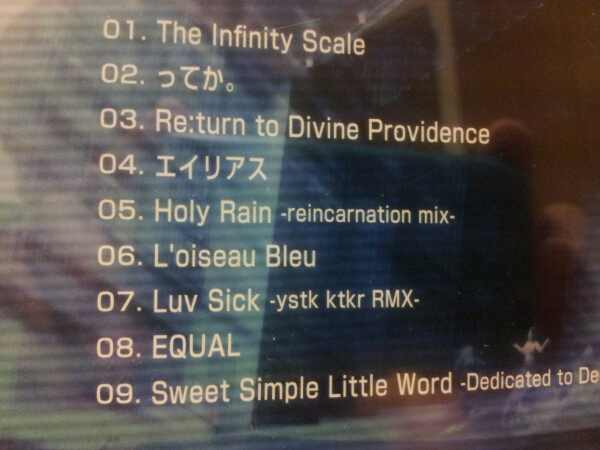 01. The Infinity Scale
02. ってか。
03. Re:turn to Divine Providence
04. エイリアス
05. Holy Rain -reincarnation mix-
06. L'oiseau Bleu
07. Luv Sick -ystk ktkr RMX-
08. EQUAL
09. Sweet Simple Little Word -Dedicated to